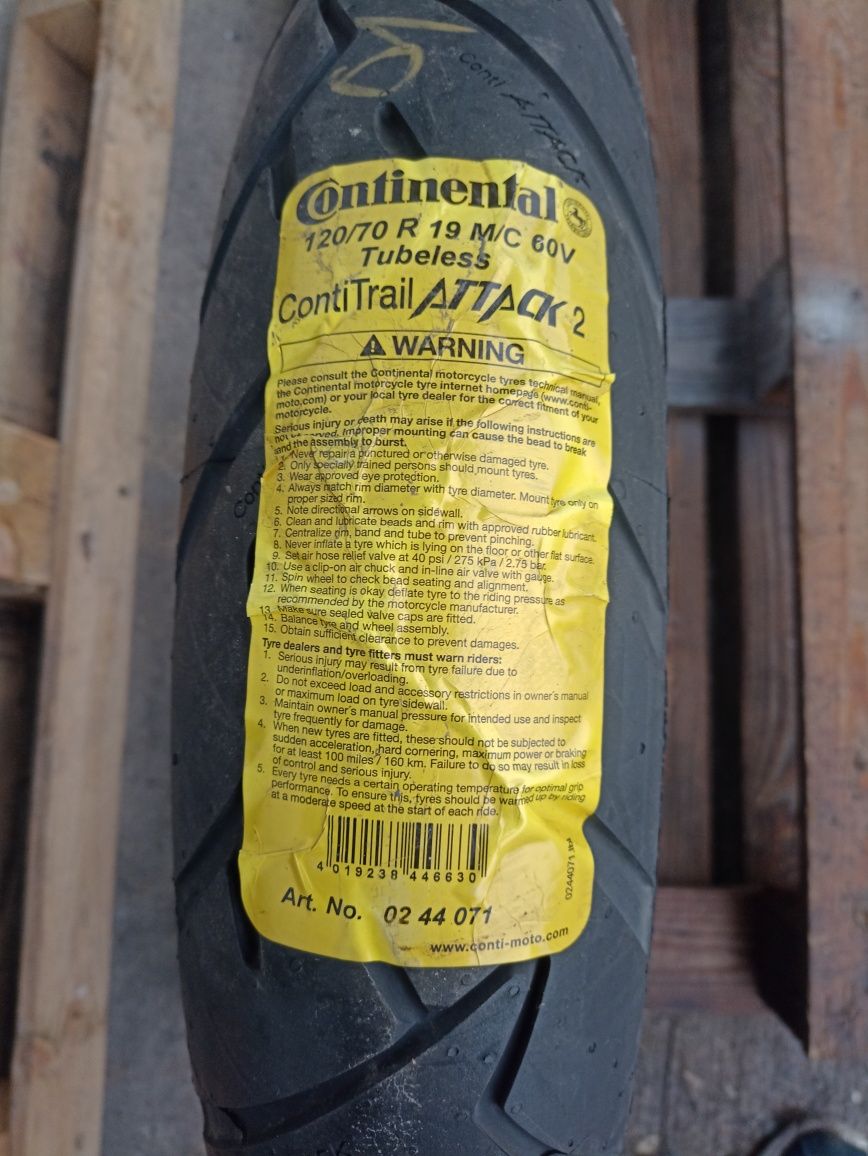 Conti ATTACK
Continental
120/70 R 19 M/C 60V
Tubeless
ContiTrail ATTACK 2
WARNING
Please consult the Continental motorcycle tyres technical manual,
the Continental motorcycle tyre internet homepage (www.conti-
moto.com) or your local tyre dealer for the correct fitment of your
motorcycle.
Serious injury or death may arise if the following instructions are
not Improper mounting can cause the bead to break
and the assembly to burst.
1. Never repair a punctured or otherwise damaged tyre.
2. Only specially trained persons should mount tyres.
3. Wear approved eye protection.
4. Always match rim diameter with tyre diameter. Mount tyre only on
proper sized rim.
5. Note directional arrows on sidewall.
6. Clean and lubricate beads and rim with approved rubber lubricant.
7. Centralize rim, band and tube to prevent pinching.
8. Never inflate a tyre which is lying on the floor or other flat surface.
9. Set air hose relief valve at 40 psi / 275 kPa / 2.75 bar.
10. Use a clip-on air chuck and in-line air valve with gauge.
11. Spin wheel to check bead seating and alignment.
12. When seating is okay deflate tyre to the riding pressure as
recommended by the motorcycle manufacturer.
13. Make sure sealed valve caps are fitted.
14. Balance tyre and wheel assembly.
15. Obtain sufficient clearance to prevent damages.
Tyre dealers and tyre fitters must warn riders:
1. Serious injury may result from tyre failure due to
underinflation/overloading.
2. Do not exceed load and accessory restrictions in owner's manual
or maximum load on tyre sidewall.
3. Maintain owner's manual pressure for intended use and inspect
tyre frequently for damage.
4. When new tyres are fitted, these should not be subjected to
sudden acceleration, hard cornering, maximum power or braking
for at least 100 miles / 160 km. Failure to do so may result in loss
of control and serious injury.
5. Every tyre needs a certain operating temperature for optimal grip
performance. To ensure this, tyres should be warmed up by riding
at a moderate speed at the start of each ride.
4 019238 446630
0244071
Art. No. 02 44 071
www.conti-moto.com